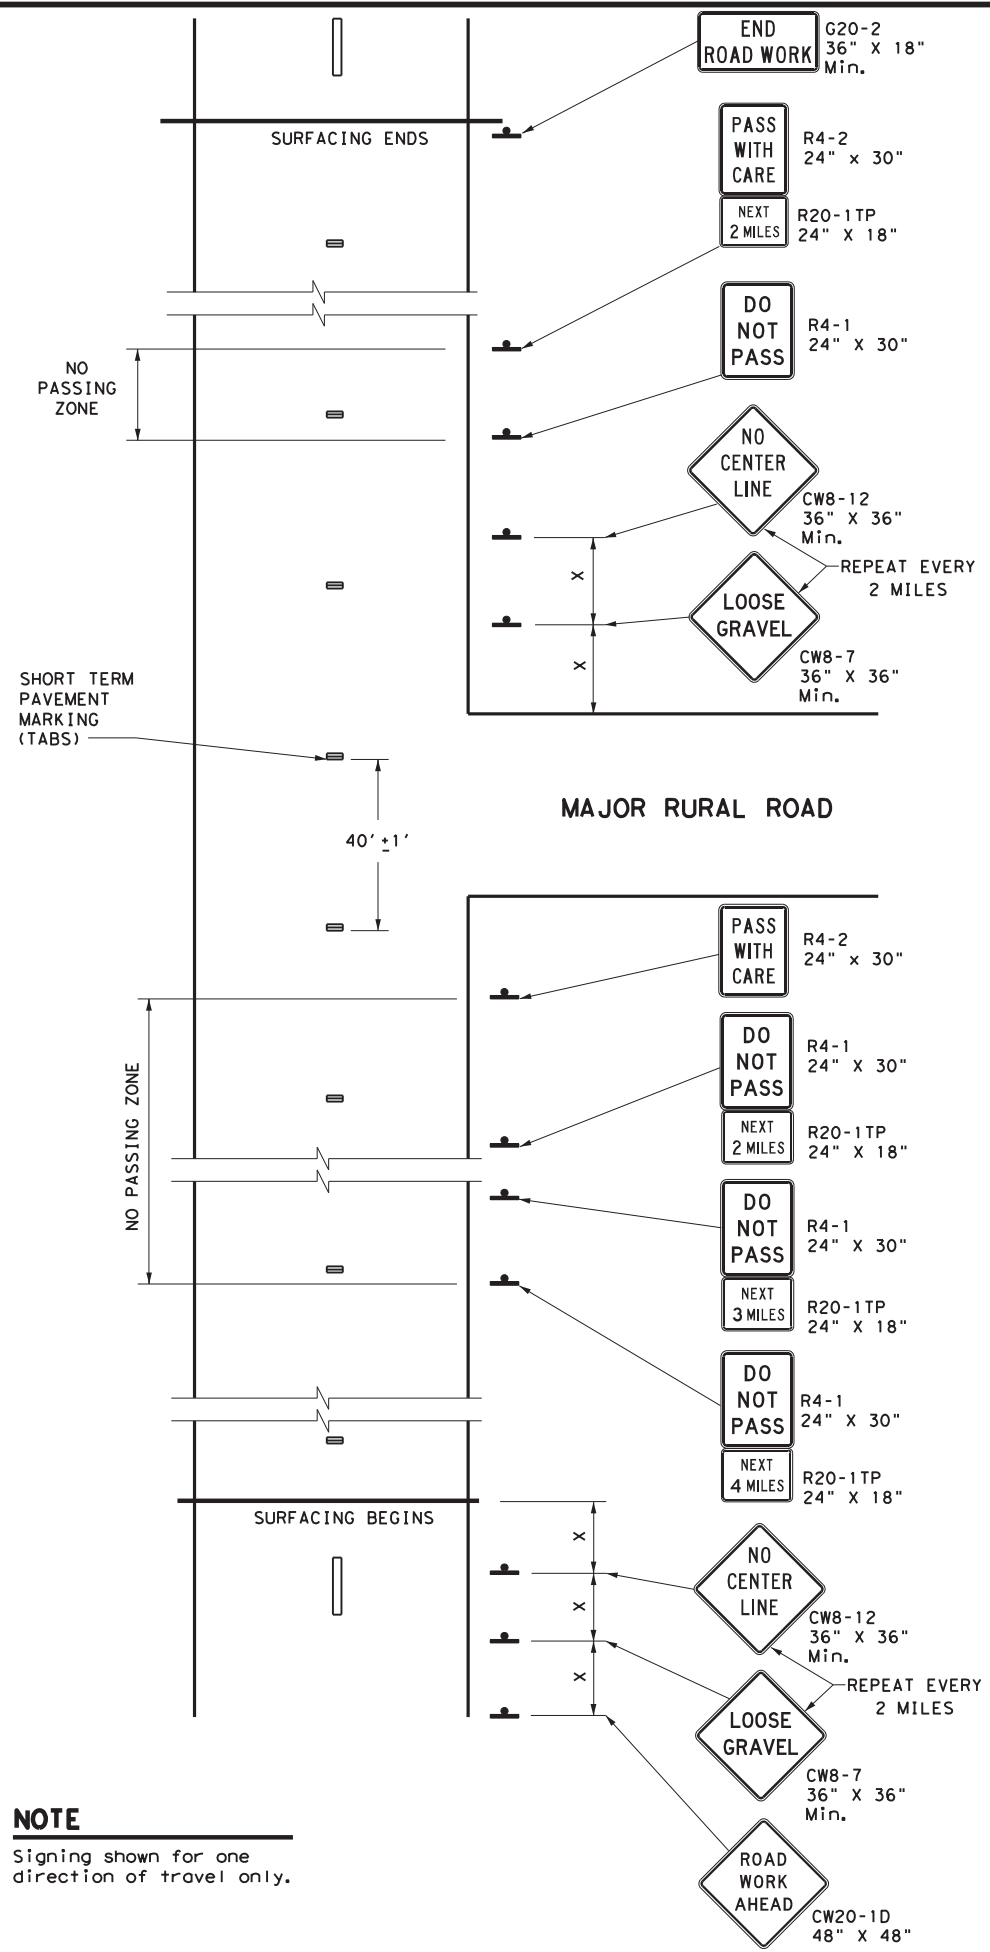 END
ROAD WORK
G20-2
36" X 18"
Min.
SURFACING ENDS
PASS
WITH
CARE
R4-2
24" x 30"
NEXT
2 MILES
R20-1TP
24" X 18"
DO
NOT
PASS
R4-1
24" X 30"
NO
PASSING
ZONE
NO
CENTER
LINE
CW8-12
36" X 36"
Min.
REPEAT EVERY
2 MILES
X
LOOSE
GRAVEL
CW8-7
36" X 36"
Min.
X
SHORT TERM
PAVEMENT
MARKING
(TABS)
40' ±1'
MAJOR RURAL ROAD
PASS
WITH
CARE
R4-2
24" x 30"
NO PASSING ZONE
DO
NOT
PASS
R4-1
24" X 30"
NEXT
2 MILES
R20-1TP
24" X 18"
DO
NOT
PASS
R4-1
24" X 30"
NEXT
3 MILES
R20-1TP
24" X 18"
DO
NOT
PASS
R4-1
24" X 30"
NEXT
4 MILES
R20-1TP
24" X 18"
SURFACING BEGINS
X
NO
CENTER
LINE
CW8-12
36" X 36"
Min.
X
REPEAT EVERY
2 MILES
X
LOOSE
GRAVEL
CW8-7
36" X 36"
Min.
ROAD
WORK
AHEAD
CW20-1D
48" X 48"
NOTE
Signing shown for one
direction of travel only.